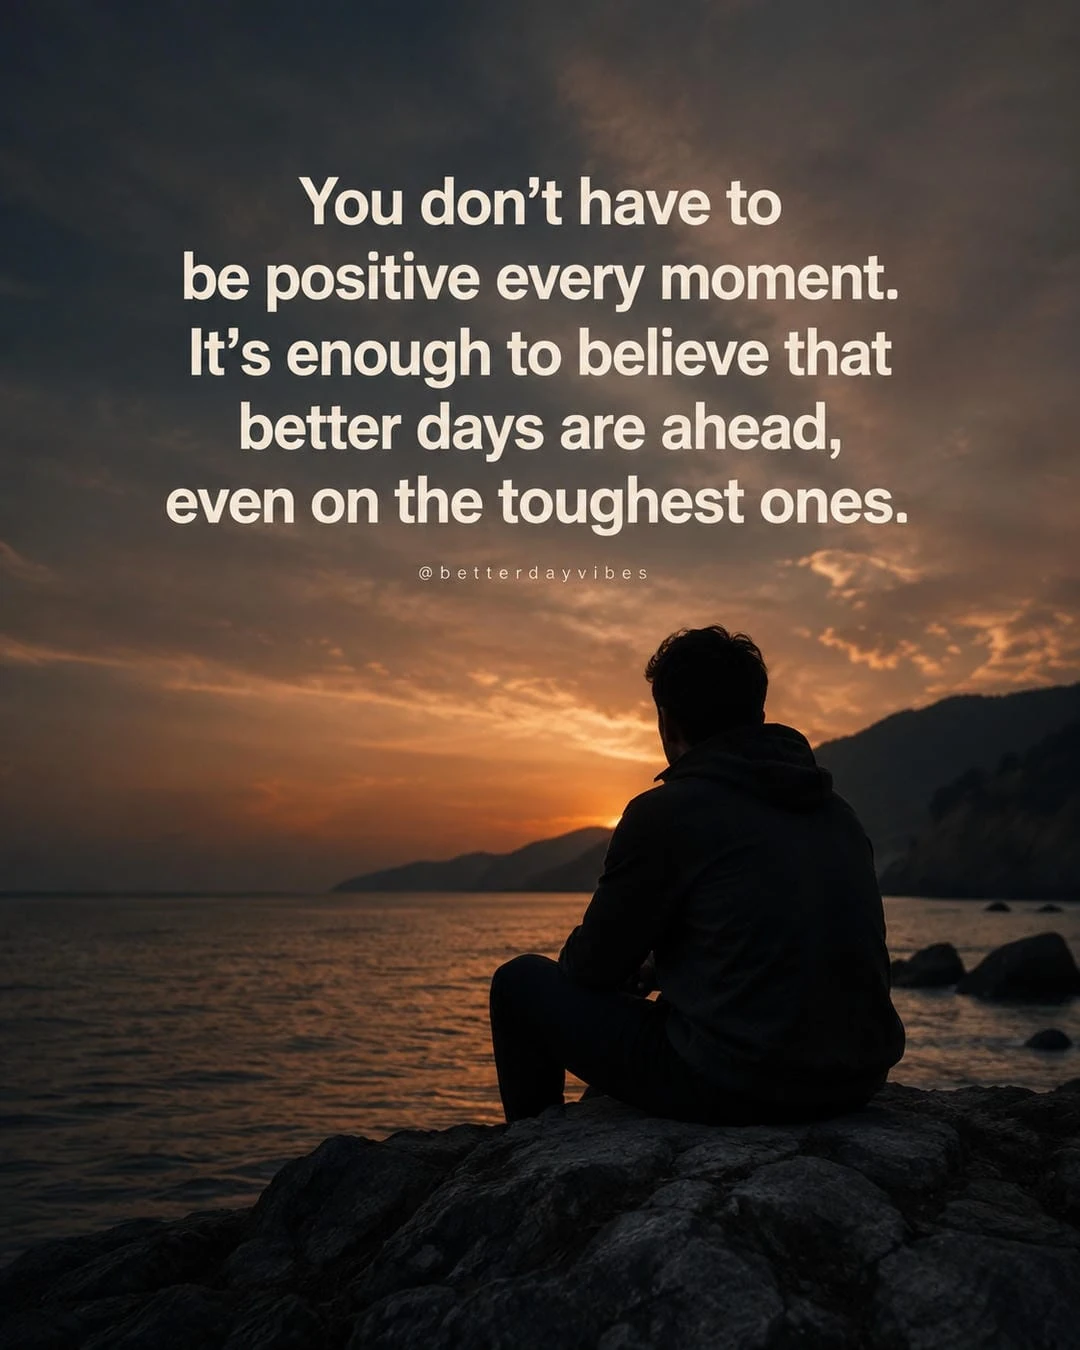 You don’t have to
be positive every moment.
It’s enough to believe that
better days are ahead,
even on the toughest ones.
@betterdayvibes